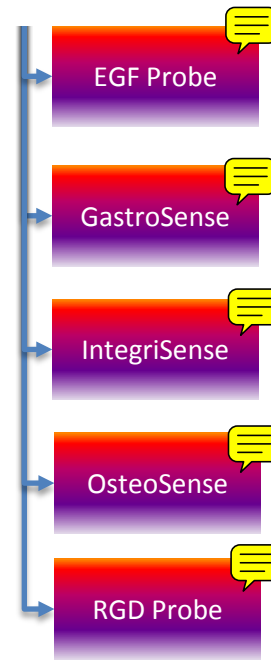 EGF Probe
GastroSense
IntegriSense
OsteoSense
RGD Probe